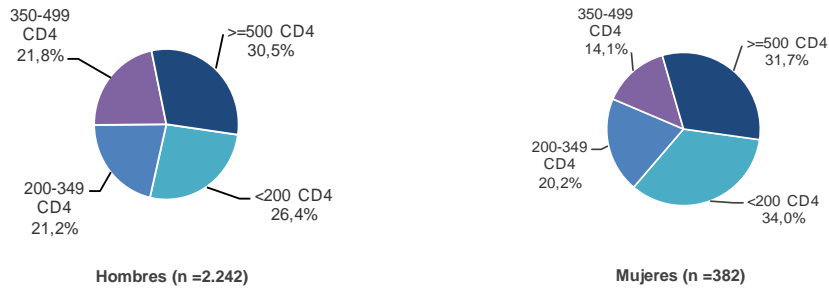 350-499
CD4
21,8%
>=500 CD4
30,5%
200-349
CD4
21,2%
<200 CD4
26,4%
Hombres (n =2.242)
350-499
CD4
14,1%
>=500 CD4
31,7%
200-349
CD4
20,2%
<200 CD4
34,0%
Mujeres (n =382)